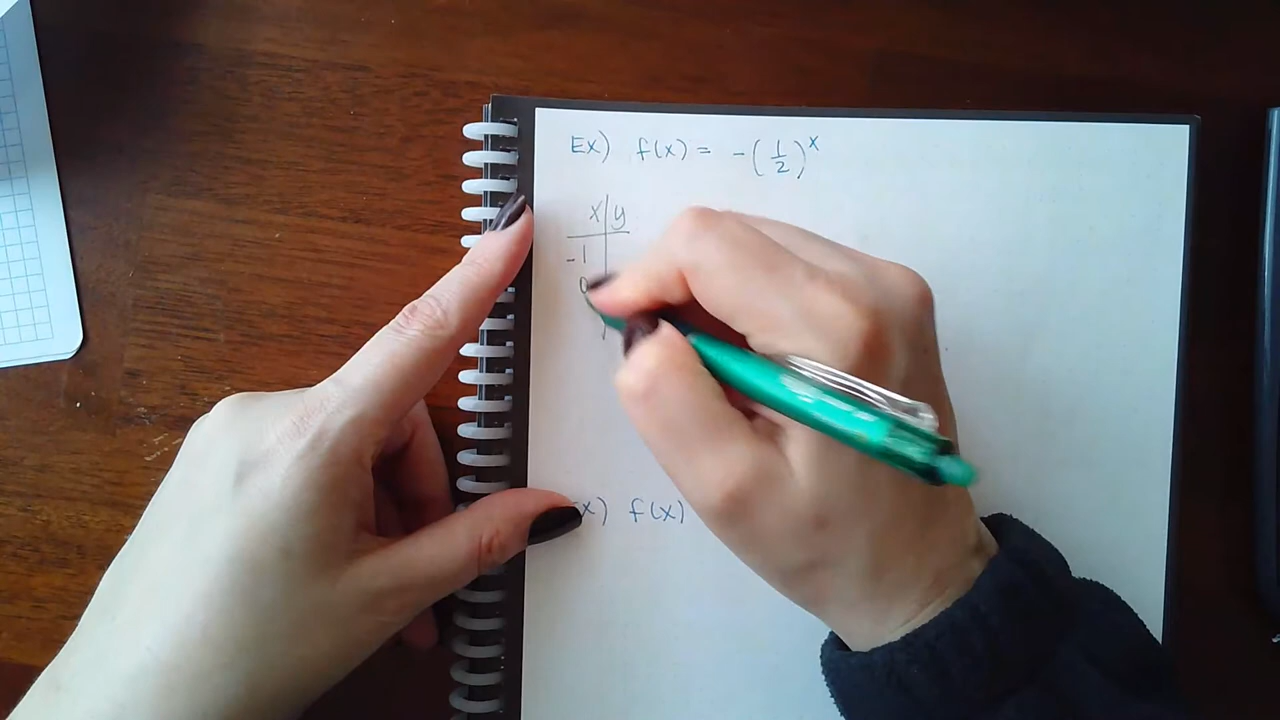 Ex) f(x) = -(1/2)^x
x y
-1
0
x) f(x)